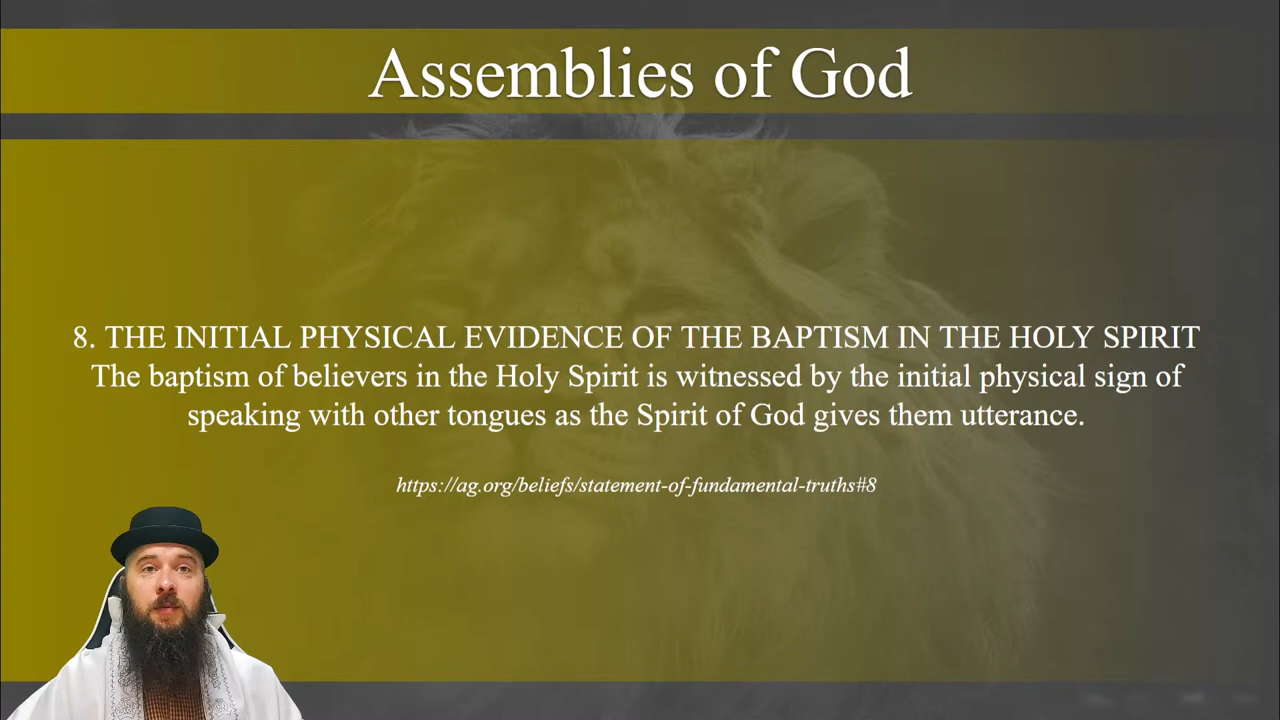 Assemblies of God
8. THE INITIAL PHYSICAL EVIDENCE OF THE BAPTISM IN THE HOLY SPIRIT
The baptism of believers in the Holy Spirit is witnessed by the initial physical sign of
speaking with other tongues as the Spirit of God gives them utterance.
https://ag.org/beliefs/statement-of-fundamental-truths#8